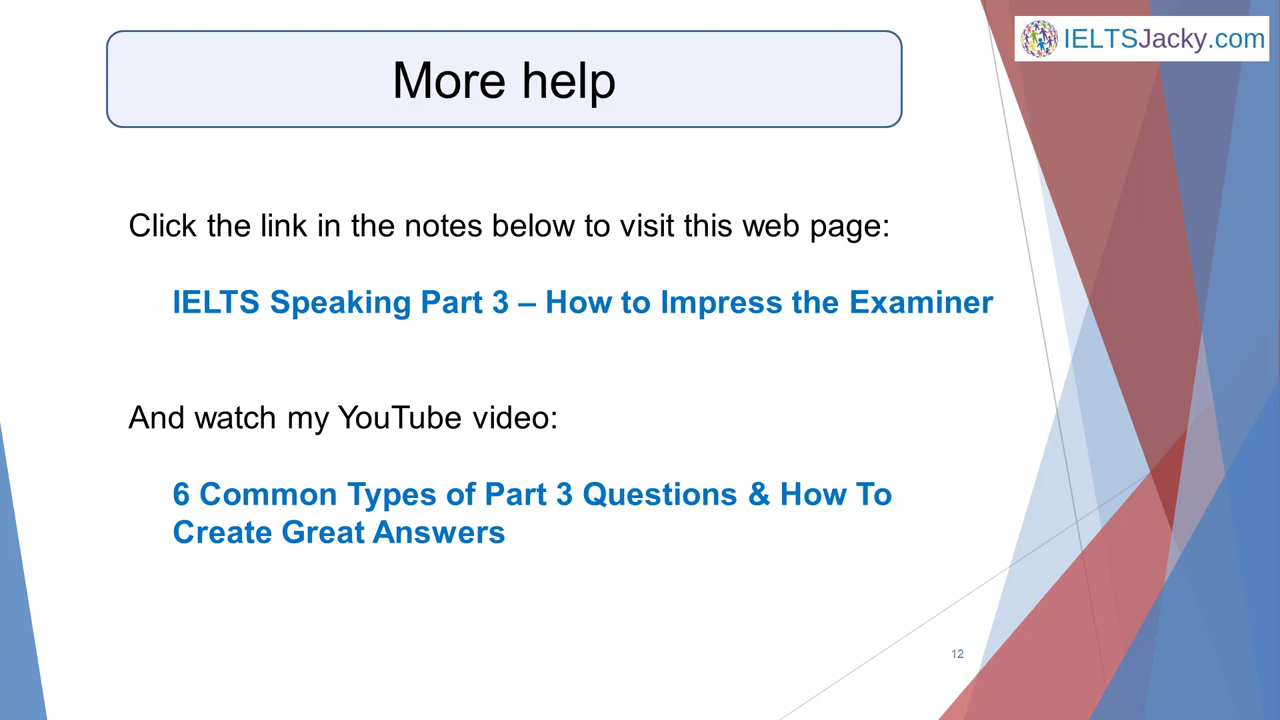 IELTSJacky.com
More help
Click the link in the notes below to visit this web page:
IELTS Speaking Part 3 – How to Impress the Examiner
And watch my YouTube video:
6 Common Types of Part 3 Questions & How To
Create Great Answers
12